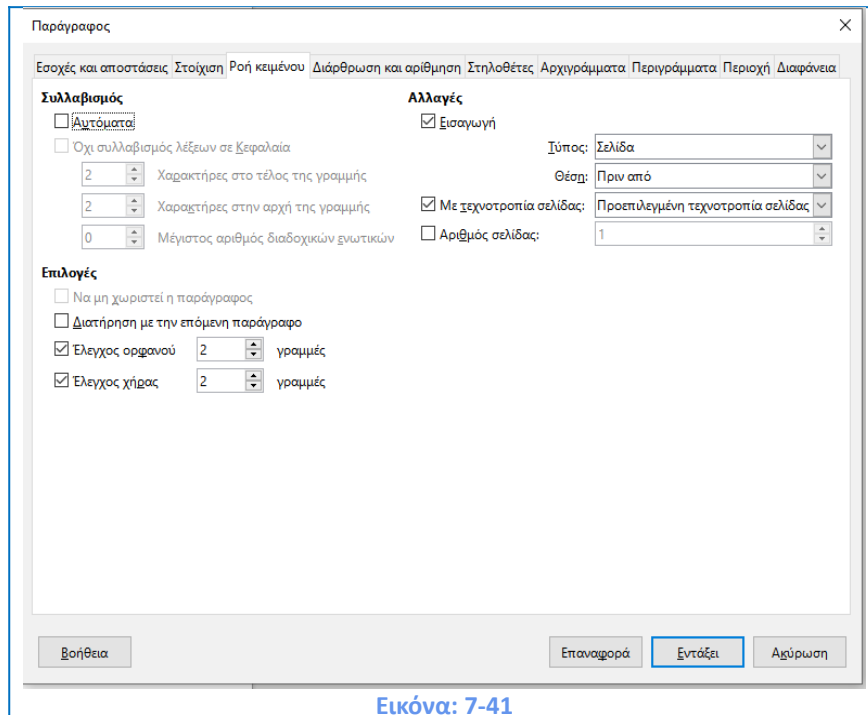 Παράγραφος
Εσοχές και αποστάσεις Στοίχιση Ροή κειμένου Διάρθρωση και αρίθμηση Στηλοθέτες Αρχιγράμματα Περιγράμματα Περιοχή Διαφάνεια
Συλλαβισμός
Αυτόματα
Όχι συλλαβισμός λέξεων σε Κεφαλαία
2 Χαρακτήρες στο τέλος της γραμμής
2 Χαρακτήρες στην αρχή της γραμμής
0 Μέγιστος αριθμός διαδοχικών ενωτικών
Επιλογές
Να μη χωριστεί η παράγραφος
Διατήρηση με την επόμενη παράγραφο
Έλεγχος ορφανού 2 γραμμές
Έλεγχος χήρας 2 γραμμές
Αλλαγές
Εισαγωγή
Τύπος: Σελίδα
Θέση: Πριν από
Με τεχνοτροπία σελίδας: Προεπιλεγμένη τεχνοτροπία σελίδας
Αριθμός σελίδας: 1
Βοήθεια Επαναφορά Εντάξει Ακύρωση
Εικόνα: 7-41